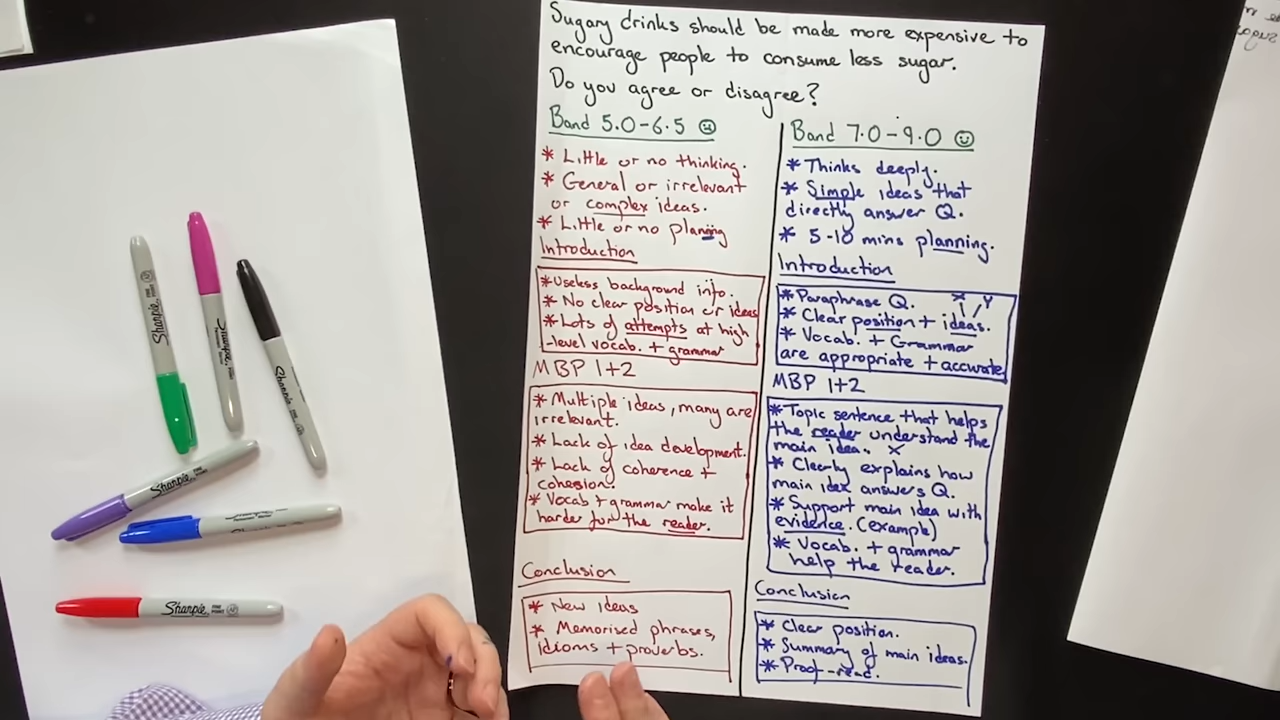 Sugary drinks should be made more expensive to
encourage people to consume less sugar.
Do you agree or disagree?
Band 5.0-6.5 ☹
* Little or no thinking.
* General or irrelevant
or complex ideas.
* Little or no planing
Introduction
* Useless background info.
* No clear position or ideas
* Lots of attempts at high
-level vocab. + grammar
MBP 1+2
* Multiple ideas, many are
irrelevant.
* Lack of idea development.
* Lack of coherence +
cohesion.
* Vocab + grammar make it
harder for the reader.
Conclusion
* New ideas
* Memorised phrases,
idioms + proverbs.
Band 7.0-9.0 ☺
* Thinks deeply.
* Simple ideas that
directly answer Q.
* 5-10 mins planning.
Introduction
* Paraphrase Q. X Y
* Clear position + ideas.
* Vocab. + Grammar
are appropriate + accurate
MBP 1+2
* Topic sentence that helps
the reader understand the
main idea. X
* Clearly explains how
main idea answers Q.
* Support main idea with
evidence. (example)
* Vocab. + grammar
help the reader.
Conclusion
* Clear position.
* Summary of main ideas.
* Proof-read.
Sharpie
Sharpie
Sharpie
Sharpie
Sharpie